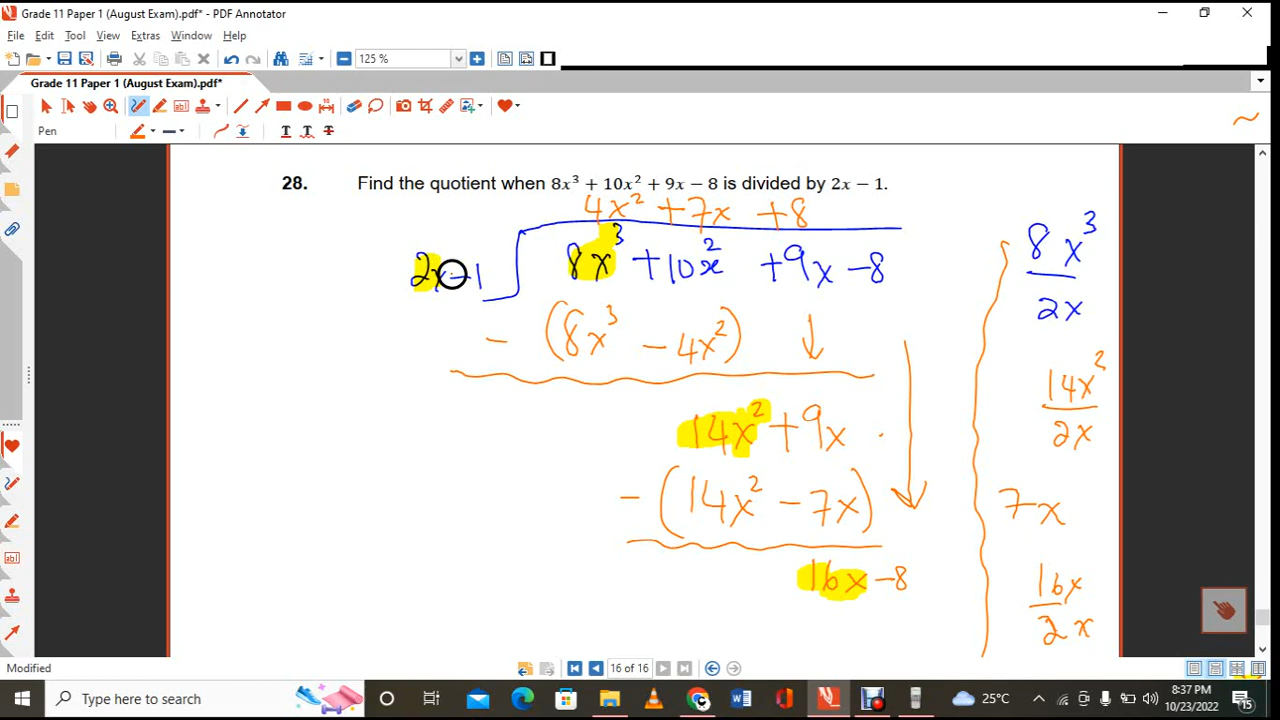 Grade 11 Paper 1 (August Exam).pdf* - PDF Annotator
File Edit Tool View Extras Window Help
125 %
Grade 11 Paper 1 (August Exam).pdf*
Pen
28. Find the quotient when 8x³ + 10x² + 9x − 8 is divided by 2x − 1.
4x² + 7x + 8
2x − 1 8x³ + 10x² + 9x − 8
− (8x³ − 4x²)
14x² + 9x
− (14x² − 7x)
16x − 8
8x³
2x
14x²
2x
7x
16x
2x
Modified
16 of 16
Type here to search
25°C
8:37 PM
10/23/2022
15